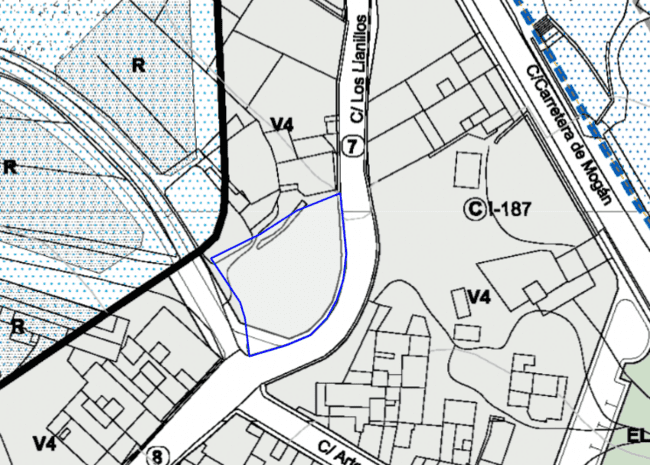 R
C/ Los Llanillos
V4
7
C/Carretera de Mogán
R
C I-187
V4
R
V4
8
C/
EL